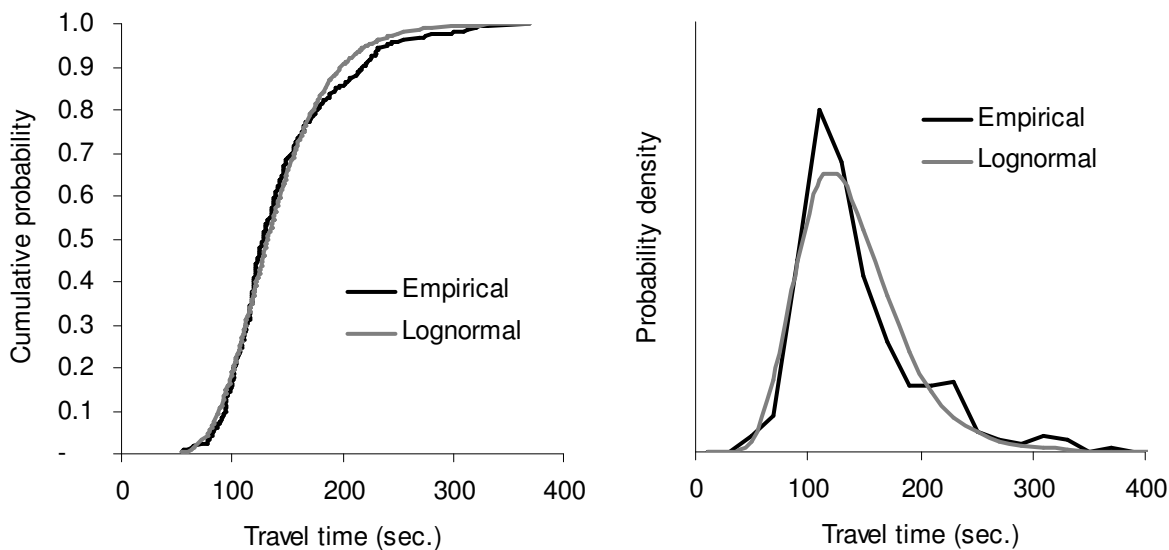 Cumulative probability
1.0
0.9
0.8
0.7
0.6
0.5
0.4
0.3
0.2
0.1
-
0 100 200 300 400
Travel time (sec.)
Empirical
Lognormal
Probability density
Empirical
Lognormal
0 100 200 300 400
Travel time (sec.)